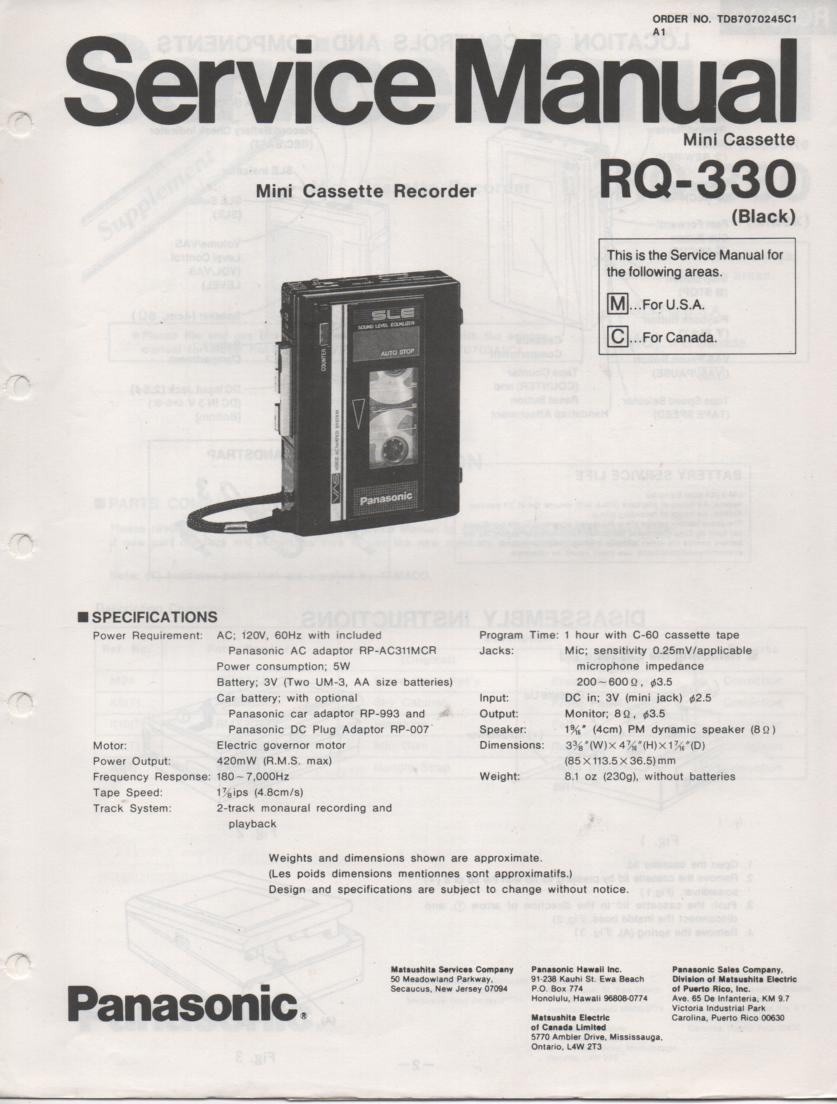 ORDER NO. TD87070245C1
A1
Service Manual
Mini Cassette
Mini Cassette Recorder
RQ-330
(Black)
This is the Service Manual for
the following areas.
M...For U.S.A.
C...For Canada.
SLE
SOUND LEVEL EQUALIZER
AUTO STOP
COUNTER
VAS
Panasonic
■ SPECIFICATIONS
Power Requirement: AC; 120V, 60Hz with included
Panasonic AC adaptor RP-AC311MCR
Power consumption; 5W
Battery; 3V (Two UM-3, AA size batteries)
Car battery; with optional
Panasonic car adaptor RP-993 and
Panasonic DC Plug Adaptor RP-007
Motor: Electric governor motor
Power Output: 420mW (R.M.S. max)
Frequency Response: 180~7,000Hz
Tape Speed: 1⅞ips (4.8cm/s)
Track System: 2-track monaural recording and
playback
Program Time: 1 hour with C-60 cassette tape
Jacks: Mic; sensitivity 0.25mV/applicable
microphone impedance
200~600Ω, ϕ3.5
Input: DC in; 3V (mini jack) ϕ2.5
Output: Monitor; 8Ω, ϕ3.5
Speaker: 1 9/16" (4cm) PM dynamic speaker (8Ω)
Dimensions: 3⅜"(W)×4⅞"(H)×1⅞"(D)
(85×113.5×36.5)mm
Weight: 8.1 oz (230g), without batteries
Weights and dimensions shown are approximate.
(Les poids dimensions mentionnes sont approximatifs.)
Design and specifications are subject to change without notice.
Panasonic®
Matsushita Services Company
50 Meadowland Parkway,
Secaucus, New Jersey 07094
Panasonic Hawaii Inc.
91-238 Kauhi St. Ewa Beach
P.O. Box 774
Honolulu, Hawaii 96808-0774
Matsushita Electric
of Canada Limited
5770 Ambler Drive, Mississauga,
Ontario, L4W 2T3
Panasonic Sales Company,
Division of Matsushita Electric
of Puerto Rico, Inc.
Ave. 65 De Infanteria, KM 9.7
Victoria Industrial Park
Carolina, Puerto Rico 00630